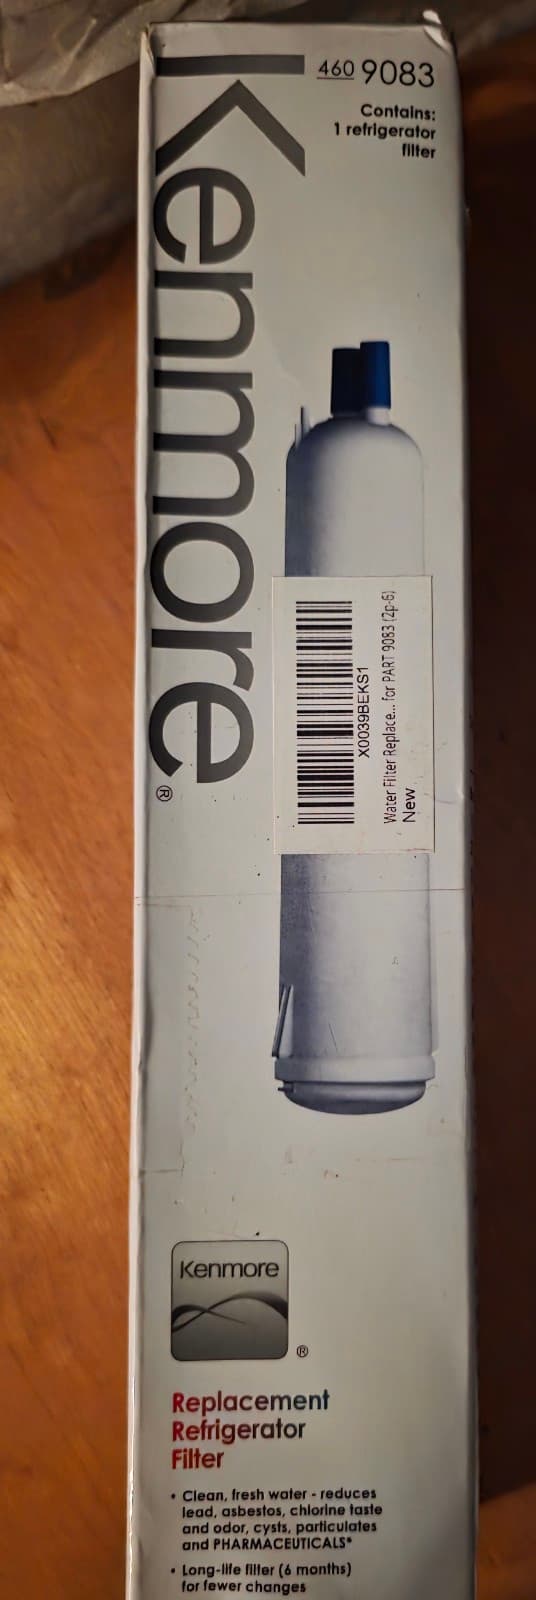 460 9083
Contains:
1 refrigerator
filter
Kenmore®
X0039BEKS1
Water Filter Replace... for PART 9083 (2p-G)
New
Kenmore
®
Replacement
Refrigerator
Filter
• Clean, fresh water - reduces
lead, asbestos, chlorine taste
and odor, cysts, particulates
and PHARMACEUTICALS*
• Long-life filter (6 months)
for fewer changes